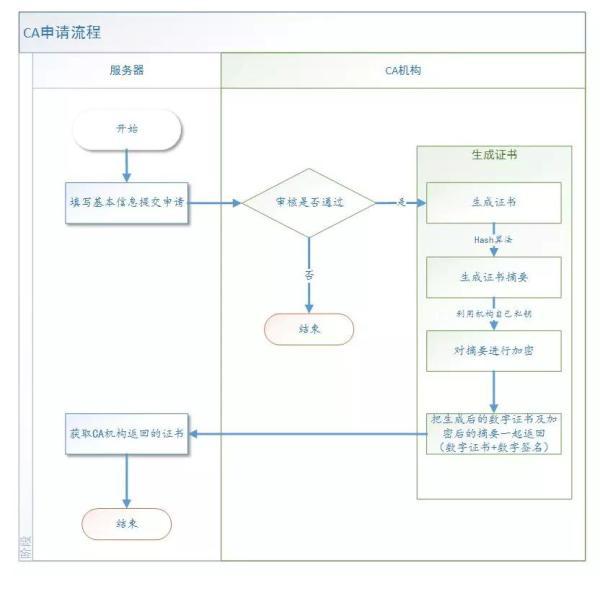 CA申请流程
服务器
CA机构
开始
生成证书
填写基本信息提交申请
审核是否通过
是
生成证书
Hash算法
否
生成证书摘要
利用机构自己私钥
结束
对摘要进行加密
获取CA机构返回的证书
把生成后的数字证书及加
密后的摘要一起返回
（数字证书+数字签名）
结束
阶段